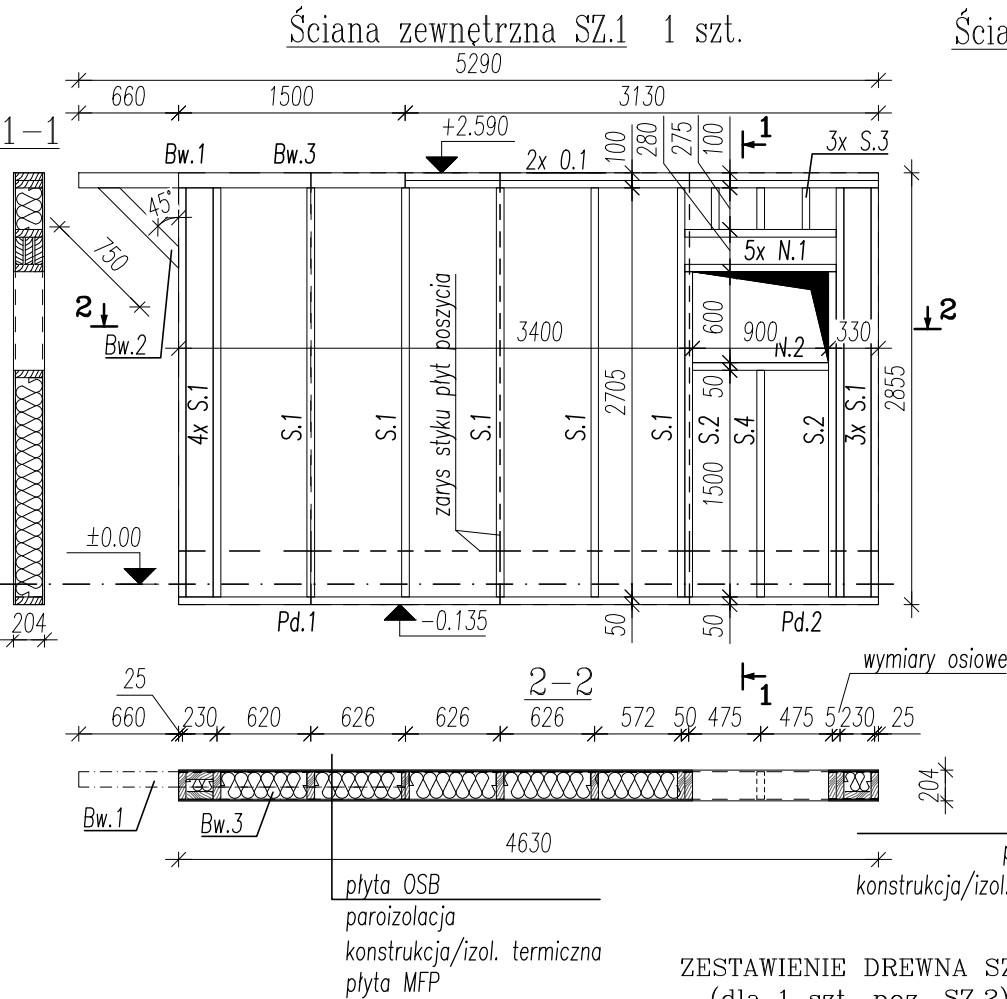 Ściana zewnętrzna SZ.1 1 szt.
Ścia
5290
660 1500 3130
1-1
Bw.1 Bw.3
+2.590
2x O.1
100 280 275 100
1
3x S.3
45°
750
2
Bw.2
5x N.1
600
3400 900 330
N.2
2
zarys styku płyt poszycia
2705
50
2855
4x S.1 S.1 S.1 S.1 S.1 S.1 S.2 S.4 S.2 3x S.1
1500
±0.00
204
Pd.1
-0.135
50 50
Pd.2
1
wymiary osiowe
2-2
25
660 230 620 626 626 626 572 50 475 475 230 25
204
Bw.1
Bw.3
4630
płyta OSB
paroizolacja
konstrukcja/izol. termiczna
płyta MFP
p
konstrukcja/izol.
ZESTAWIENIE DREWNA SZ
(dla 1 szt. poz. SZ.2)